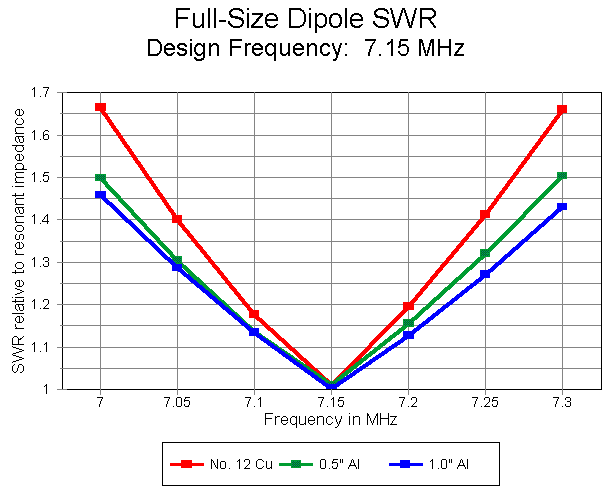 Full-Size Dipole SWR
Design Frequency:  7.15 MHz
SWR relative to resonant impedance
1.7
1.6
1.5
1.4
1.3
1.2
1.1
1
7 7.05 7.1 7.15 7.2 7.25 7.3
Frequency in MHz
No. 12 Cu 0.5" Al 1.0" Al